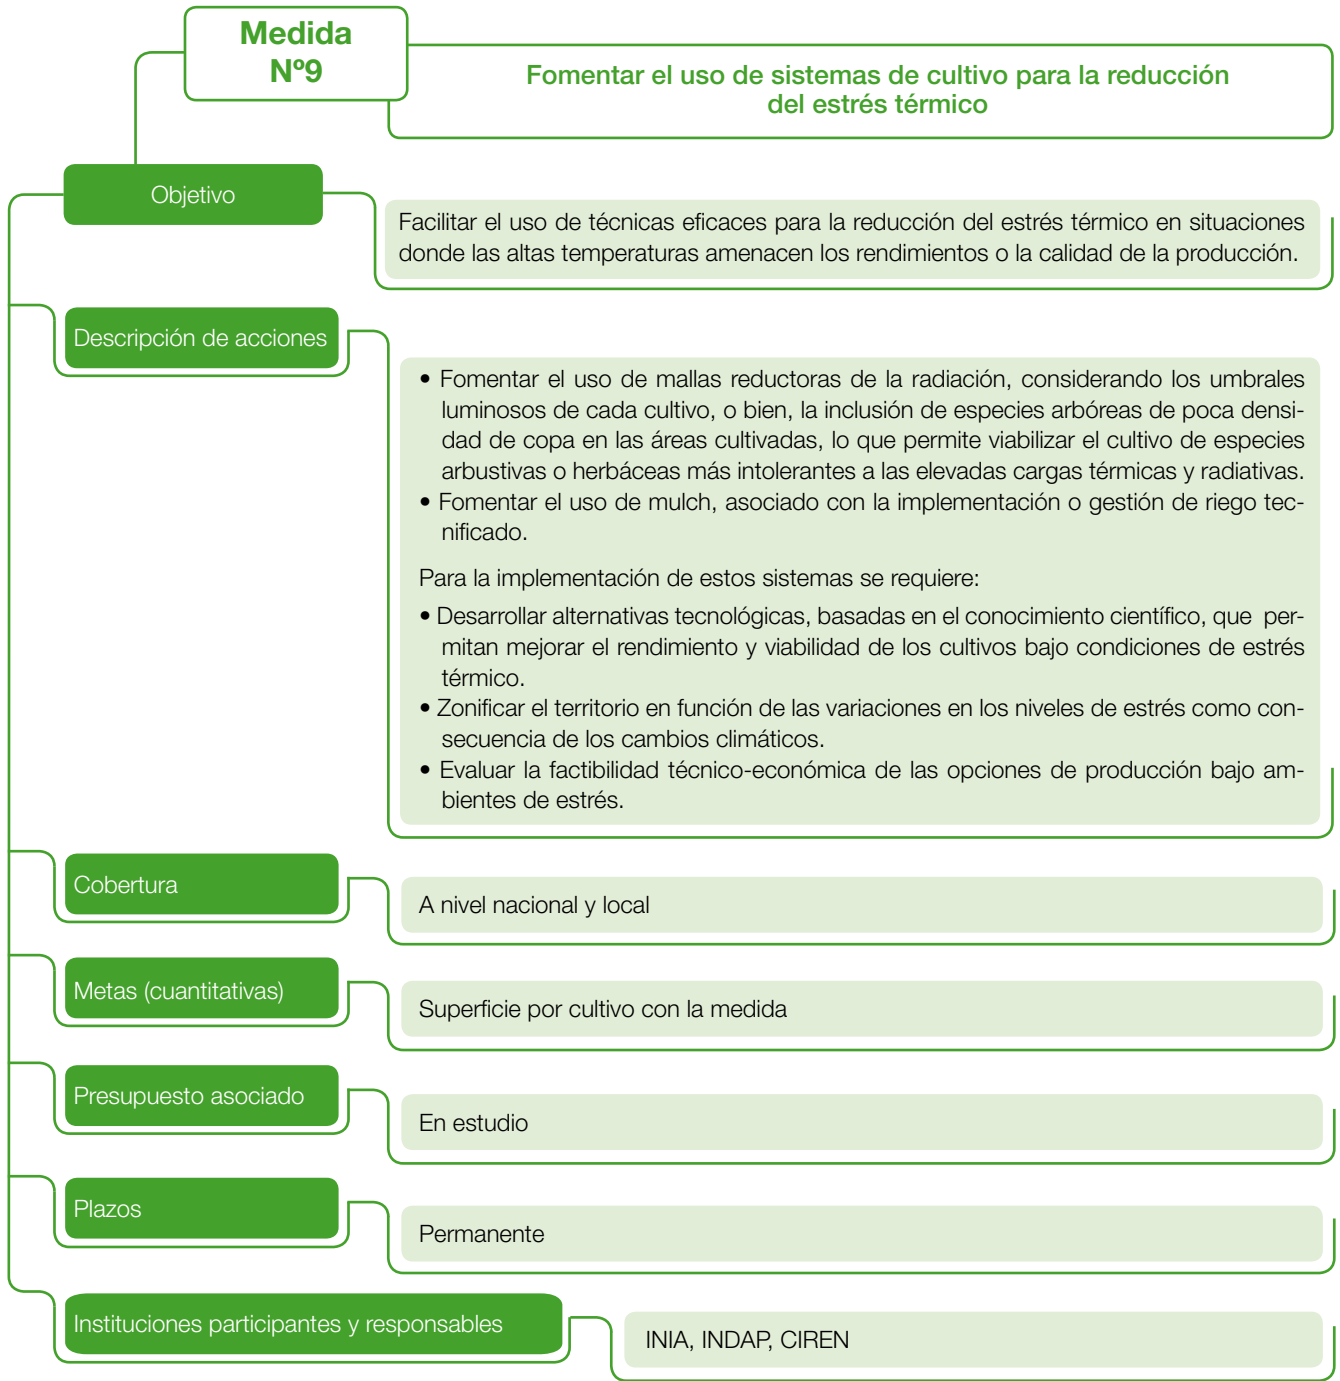 Medida
Nº9
Fomentar el uso de sistemas de cultivo para la reducción
del estrés térmico
Objetivo
Facilitar el uso de técnicas eficaces para la reducción del estrés térmico en situaciones
donde las altas temperaturas amenacen los rendimientos o la calidad de la producción.
Descripción de acciones
• Fomentar el uso de mallas reductoras de la radiación, considerando los umbrales
luminosos de cada cultivo, o bien, la inclusión de especies arbóreas de poca densi-
dad de copa en las áreas cultivadas, lo que permite viabilizar el cultivo de especies
arbustivas o herbáceas más intolerantes a las elevadas cargas térmicas y radiativas.
• Fomentar el uso de mulch, asociado con la implementación o gestión de riego tec-
nificado.
Para la implementación de estos sistemas se requiere:
• Desarrollar alternativas tecnológicas, basadas en el conocimiento científico, que per-
mitan mejorar el rendimiento y viabilidad de los cultivos bajo condiciones de estrés
térmico.
• Zonificar el territorio en función de las variaciones en los niveles de estrés como con-
secuencia de los cambios climáticos.
• Evaluar la factibilidad técnico-económica de las opciones de producción bajo am-
bientes de estrés.
Cobertura
A nivel nacional y local
Metas (cuantitativas)
Superficie por cultivo con la medida
Presupuesto asociado
En estudio
Plazos
Permanente
Instituciones participantes y responsables
INIA, INDAP, CIREN